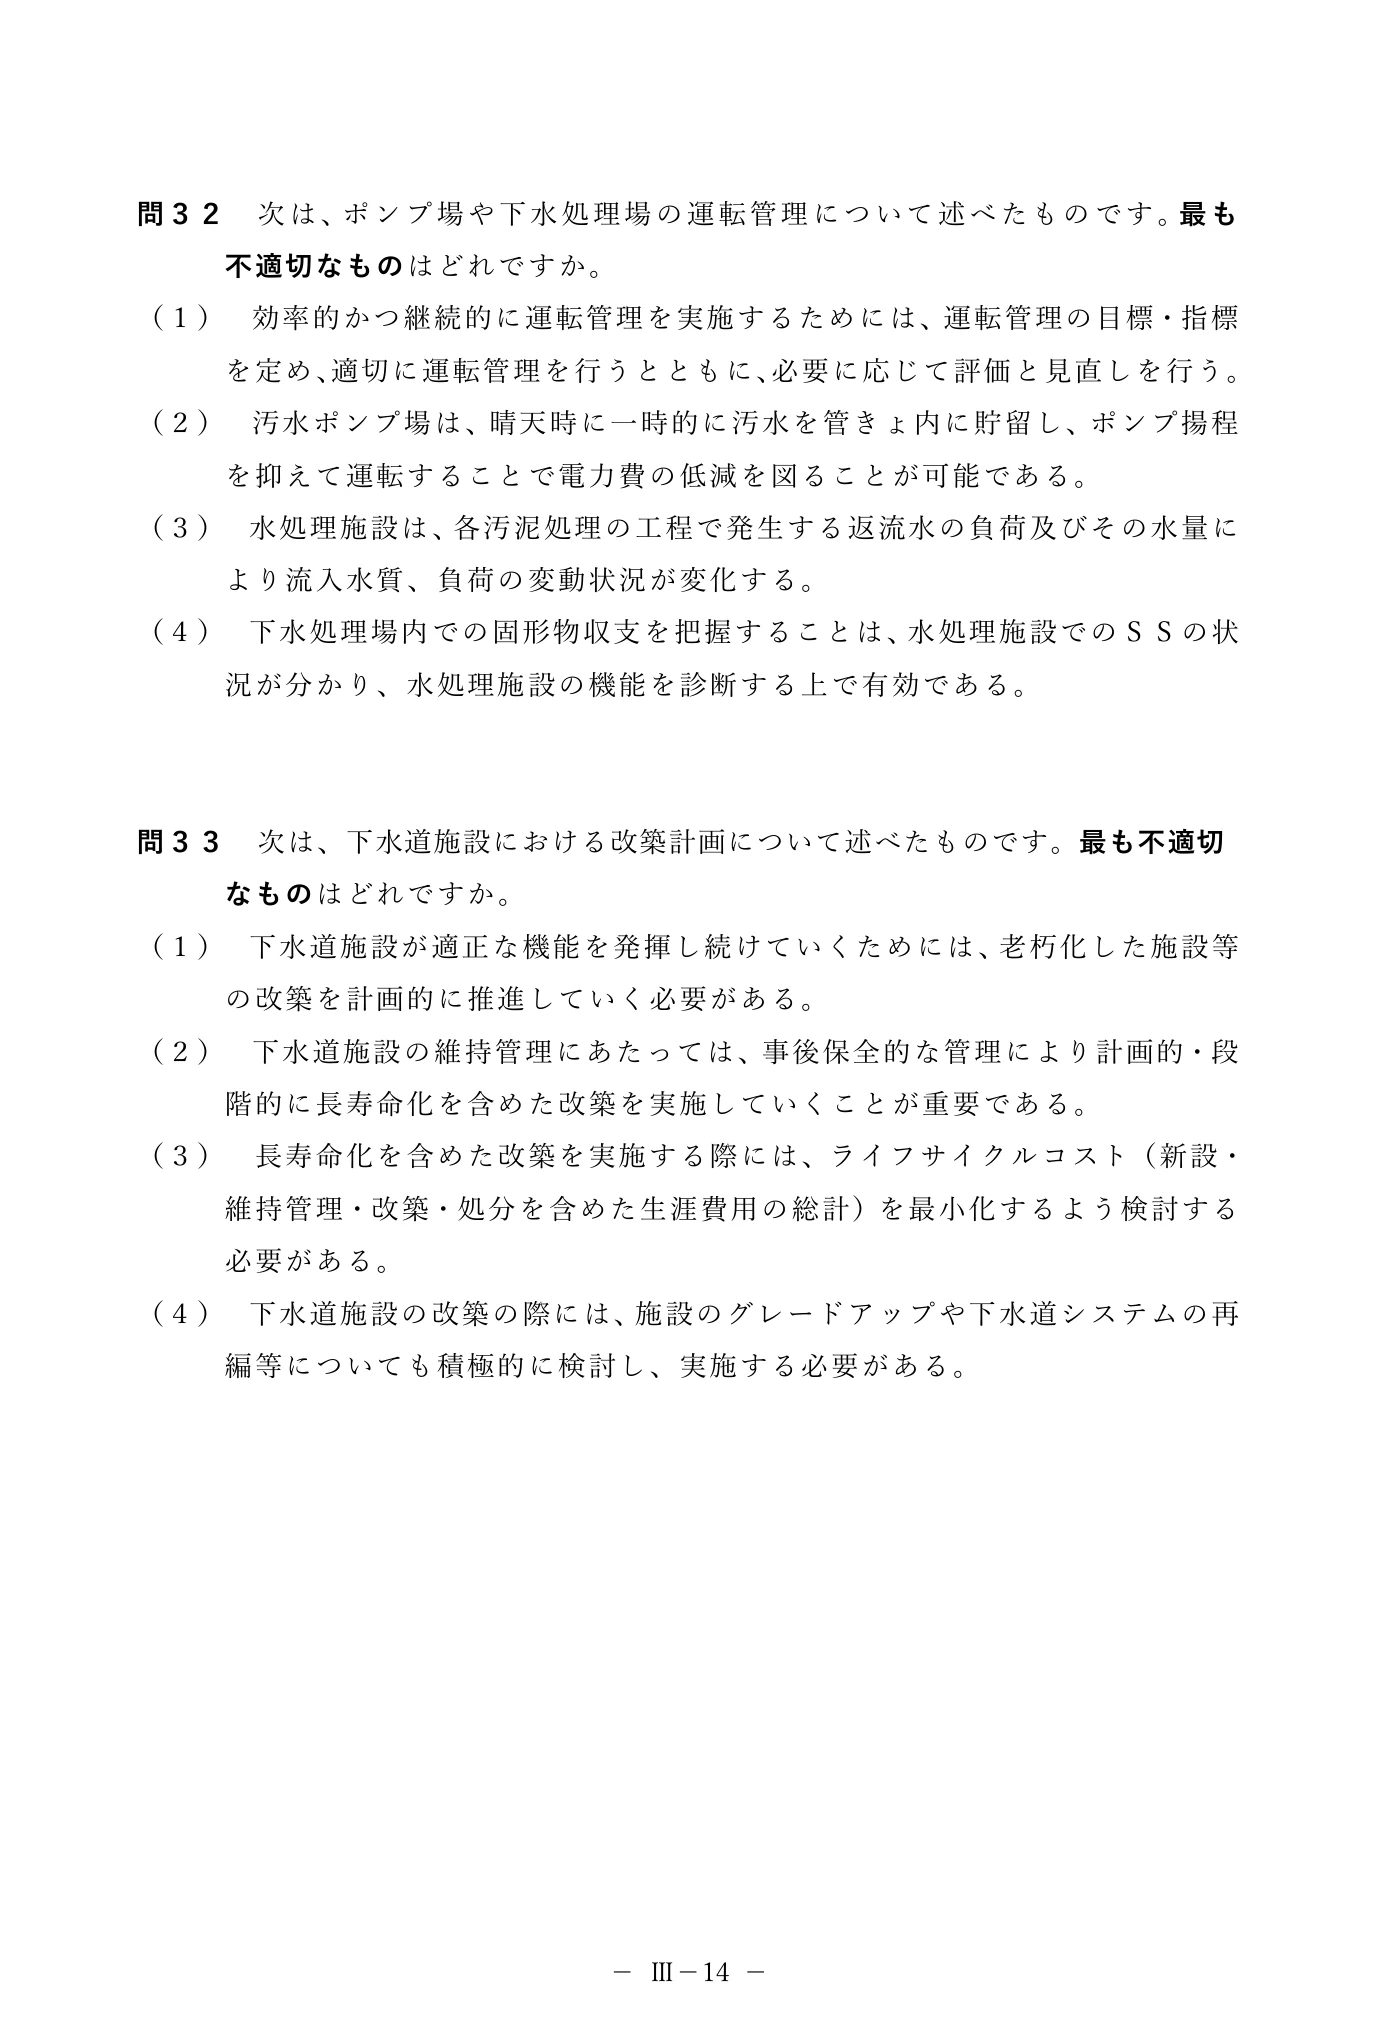 問３２　次は、ポンプ場や下水処理場の運転管理について述べたものです。最も
不適切なものはどれですか。
（１）　効率的かつ継続的に運転管理を実施するためには、運転管理の目標・指標
を定め、適切に運転管理を行うとともに、必要に応じて評価と見直しを行う。
（２）　汚水ポンプ場は、晴天時に一時的に汚水を管きょ内に貯留し、ポンプ揚程
を抑えて運転することで電力費の低減を図ることが可能である。
（３）　水処理施設は、各汚泥処理の工程で発生する返流水の負荷及びその水量に
より流入水質、負荷の変動状況が変化する。
（４）　下水処理場内での固形物収支を把握することは、水処理施設でのＳＳの状
況が分かり、水処理施設の機能を診断する上で有効である。
問３３　次は、下水道施設における改築計画について述べたものです。最も不適切
なものはどれですか。
（１）　下水道施設が適正な機能を発揮し続けていくためには、老朽化した施設等
の改築を計画的に推進していく必要がある。
（２）　下水道施設の維持管理にあたっては、事後保全的な管理により計画的・段
階的に長寿命化を含めた改築を実施していくことが重要である。
（３）　長寿命化を含めた改築を実施する際には、ライフサイクルコスト（新設・
維持管理・改築・処分を含めた生涯費用の総計）を最小化するよう検討する
必要がある。
（４）　下水道施設の改築の際には、施設のグレードアップや下水道システムの再
編等についても積極的に検討し、実施する必要がある。
－ Ⅲ－14 －